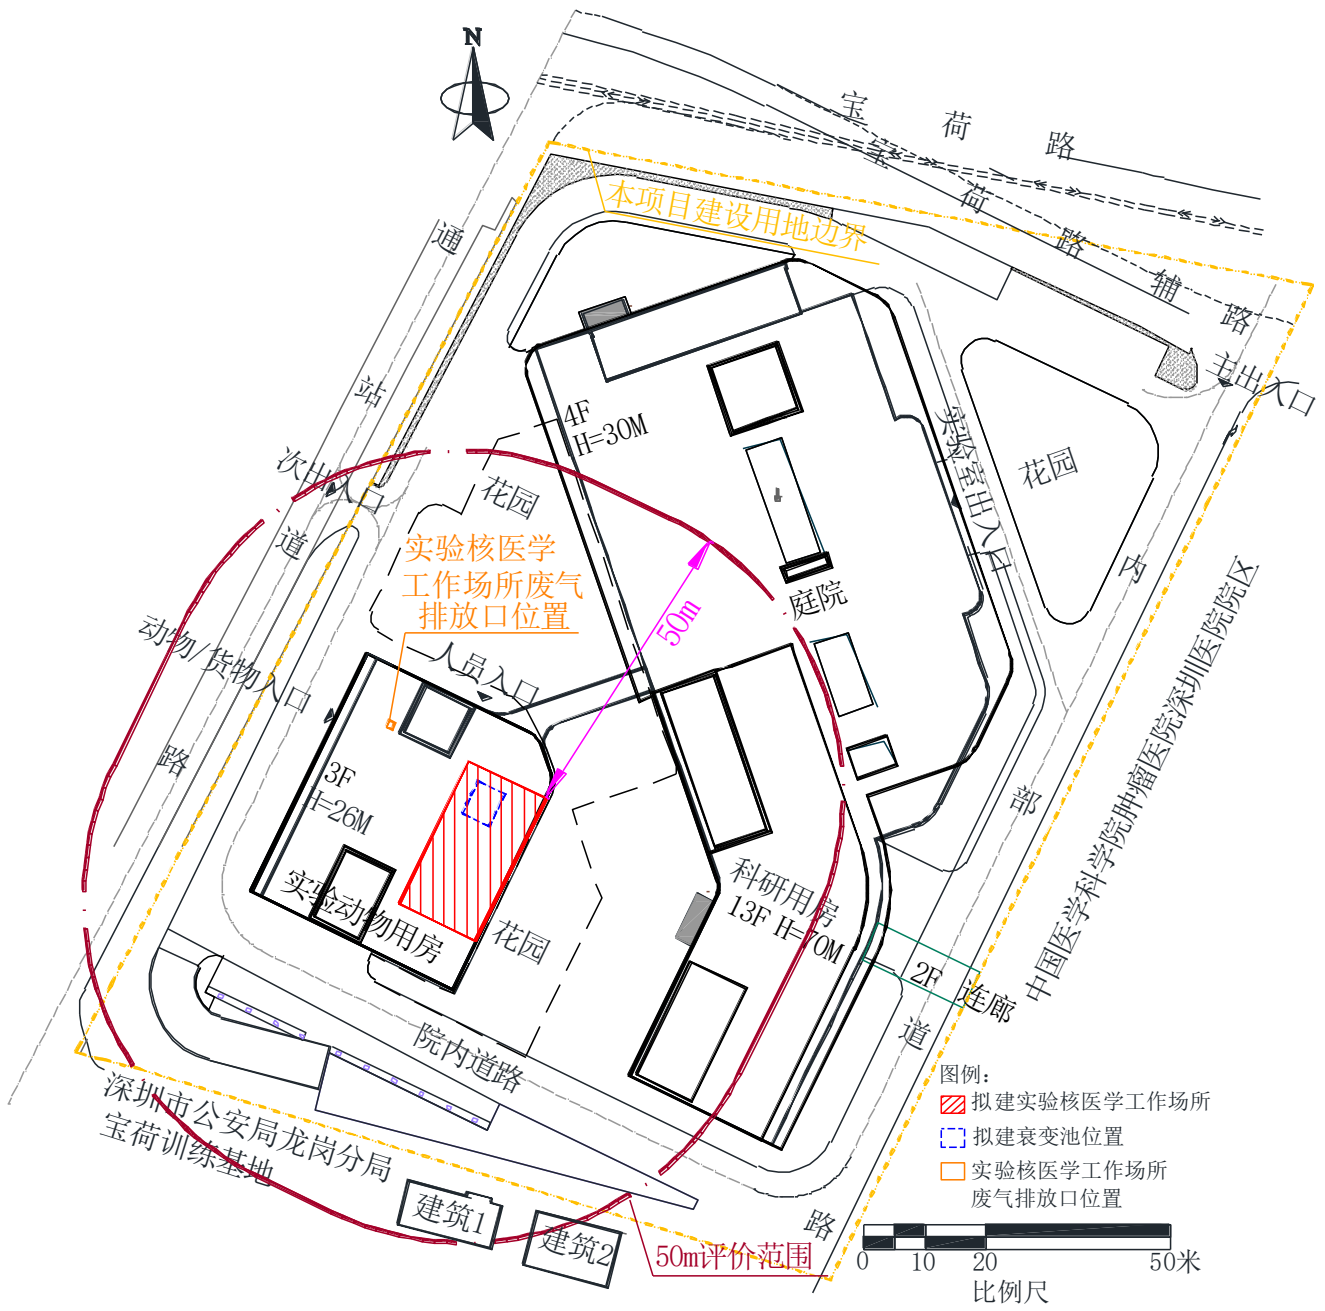 N
宝荷路
宝荷路辅路
本项目建设用地边界
通站道路
主出入口
4F
H=30M
实验室出入口
花园
次出入口
花园
实验核医学
工作场所废气
排放口位置
50m
庭院
内部道路
中国医学科学院肿瘤医院深圳医院院区
动物/货物入口
人员入口
3F
H=26M
实验动物用房
花园
科研用房
13F H=70M
2F 连廊
院内道路
深圳市公安局龙岗分局
宝荷训练基地
建筑1
建筑2
50m评价范围
图例:
拟建实验核医学工作场所
拟建衰变池位置
实验核医学工作场所
废气排放口位置
0 10 20 50米
比例尺